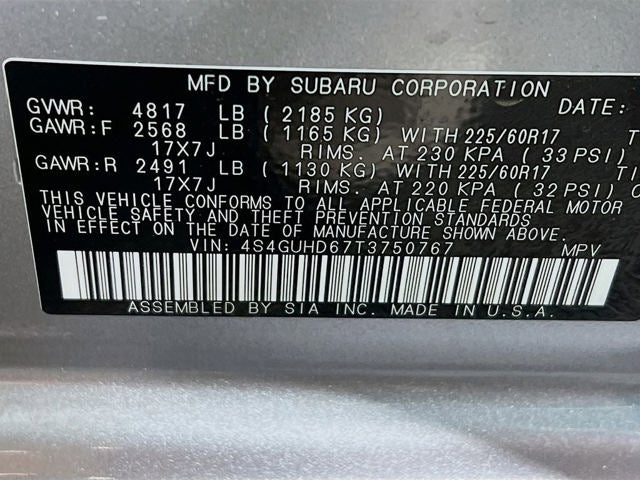 MFD BY SUBARU CORPORATION DATE:
GVWR: 4817 LB ( 2185 KG)
GAWR:F 2568 LB ( 1165 KG) WITH 225/60R17 T
17X7J RIMS. AT 230 KPA ( 33 PSI)
GAWR:R 2491 LB ( 1130 KG) WITH 225/60R17 TI
17X7J RIMS. AT 220 KPA ( 32 PSI) C
THIS VEHICLE CONFORMS TO ALL APPLICABLE FEDERAL MOTOR
VEHICLE SAFETY AND THEFT PREVENTION STANDARDS
IN EFFECT ON THE DATE OF MANUFACTURE SHOWN ABOVE.
VIN: 4S4GUHD67T3750767 MPV
ASSEMBLED BY SIA INC. MADE IN U.S.A.